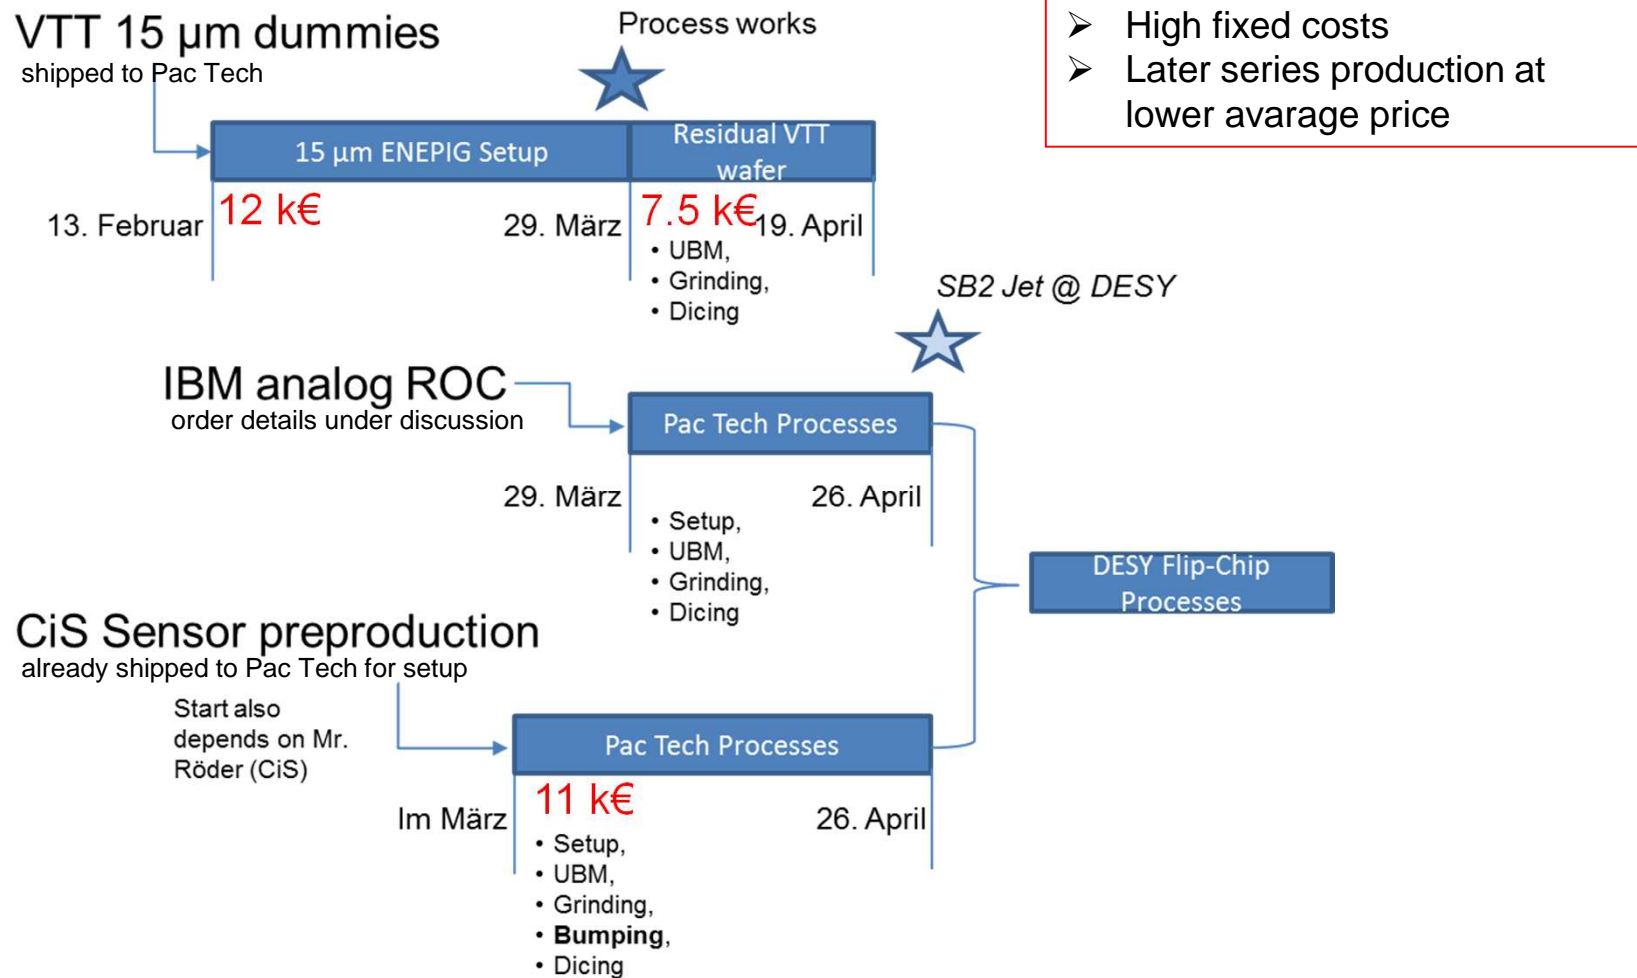 VTT 15 µm dummies
shipped to Pac Tech
Process works
➢ High fixed costs
➢ Later series production at
lower avarage price
15 µm ENEPIG Setup
Residual VTT
wafer
13. Februar
12 k€
29. März
7.5 k€
19. April
• UBM,
• Grinding,
• Dicing
SB2 Jet @ DESY
IBM analog ROC
order details under discussion
Pac Tech Processes
29. März
26. April
• Setup,
• UBM,
• Grinding,
• Dicing
DESY Flip-Chip
Processes
CiS Sensor preproduction
already shipped to Pac Tech for setup
Start also
depends on Mr.
Röder (CiS)
Pac Tech Processes
Im März
11 k€
26. April
• Setup,
• UBM,
• Grinding,
• Bumping,
• Dicing